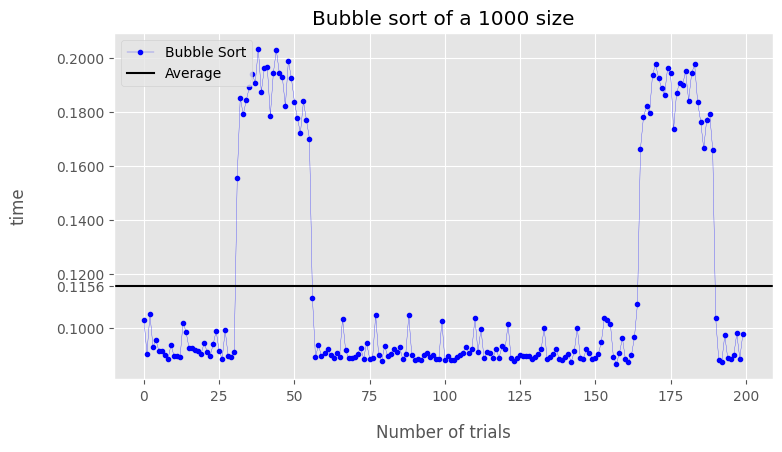 Bubble sort of a 1000 size
Bubble Sort
Average
0.2000
0.1800
0.1600
0.1400
0.1200
0.1156
0.1000
time
0 25 50 75 100 125 150 175 200
Number of trials